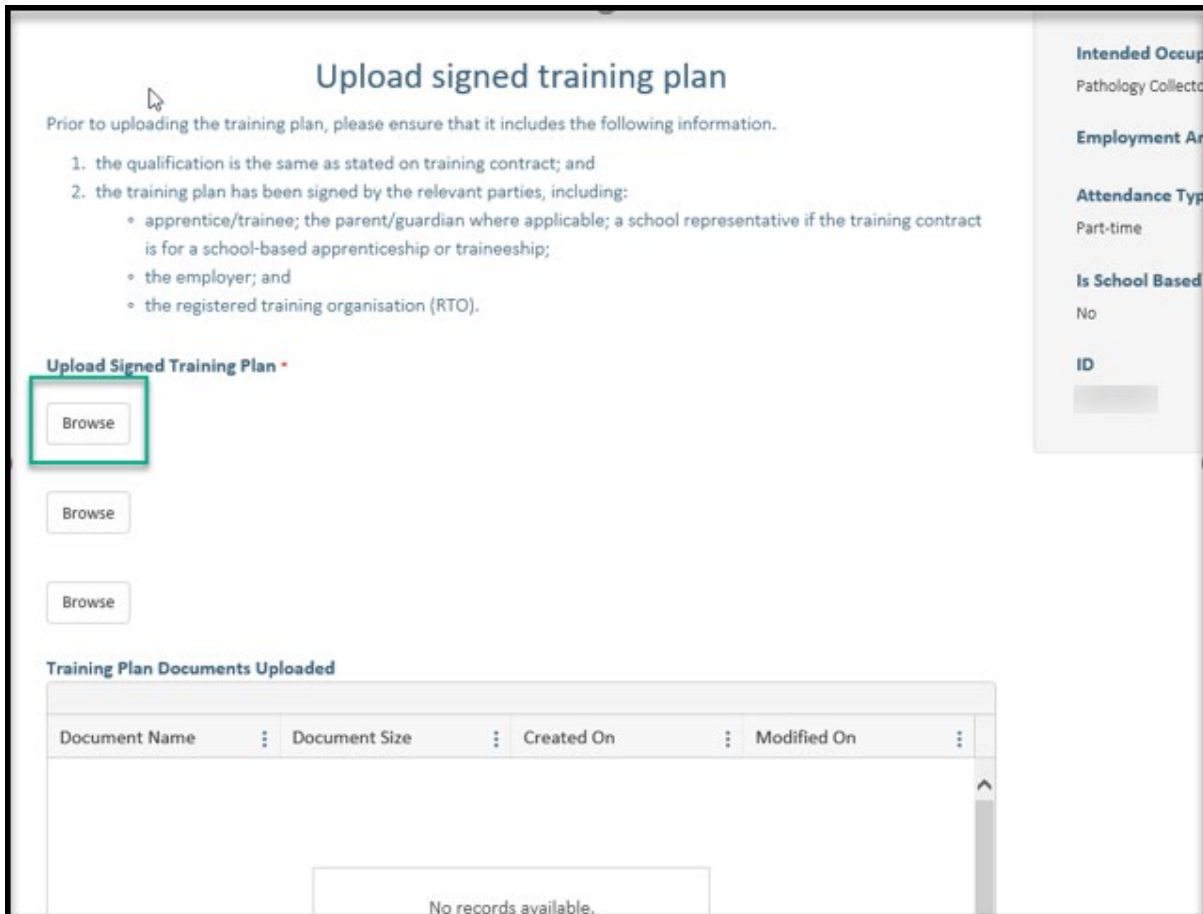 Upload signed training plan
Prior to uploading the training plan, please ensure that it includes the following information.
1. the qualification is the same as stated on training contract; and
2. the training plan has been signed by the relevant parties, including:
apprentice/trainee; the parent/guardian where applicable; a school representative if the training contract
is for a school-based apprenticeship or traineeship;
the employer; and
the registered training organisation (RTO).
Upload Signed Training Plan *
Browse
Browse
Browse
Training Plan Documents Uploaded
Document Name Document Size Created On Modified On
No records available.
Intended Occup
Pathology Collecto
Employment Ar
Attendance Typ
Part-time
Is School Based
No
ID